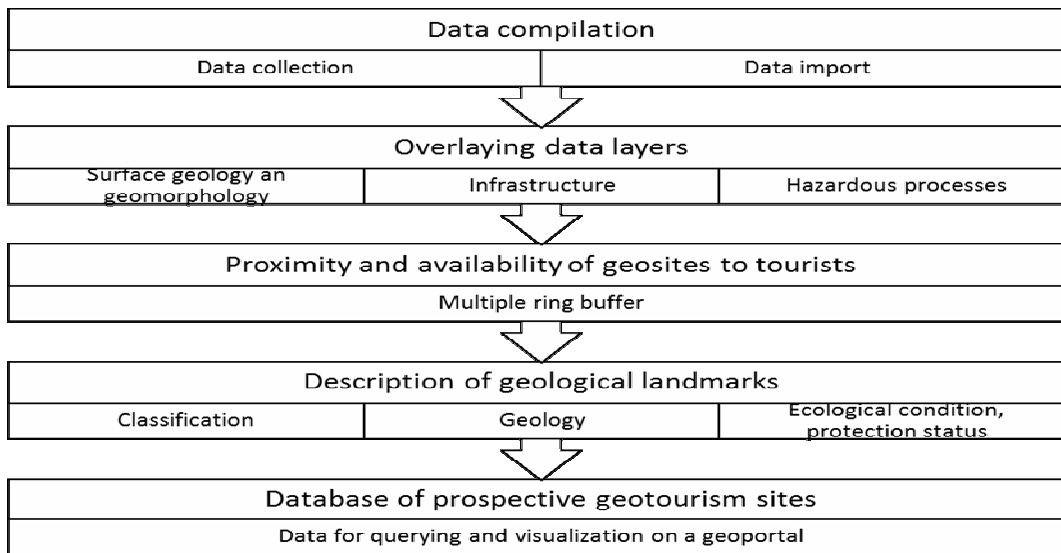 Data compilation
Data collection
Data import
Overlaying data layers
Surface geology an
geomorphology
Infrastructure
Hazardous processes
Proximity and availability of geosites to tourists
Multiple ring buffer
Description of geological landmarks
Classification
Geology
Ecological condition,
protection status
Database of prospective geotourism sites
Data for querying and visualization on a geoportal